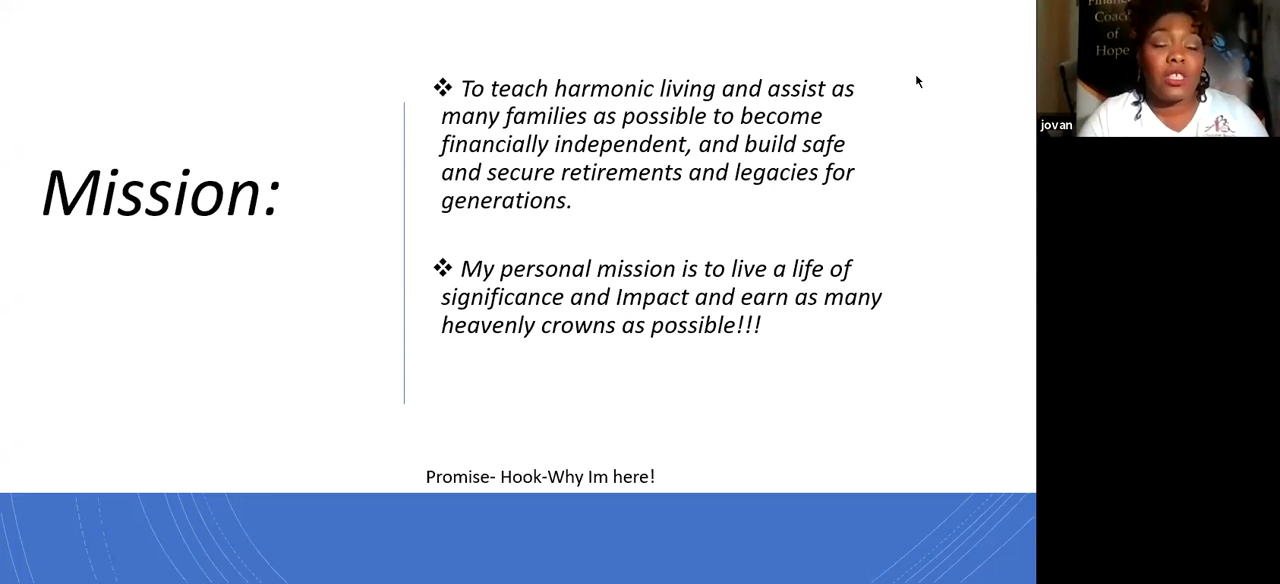 Mission:
❖ To teach harmonic living and assist as
many families as possible to become
financially independent, and build safe
and secure retirements and legacies for
generations.
❖ My personal mission is to live a life of
significance and Impact and earn as many
heavenly crowns as possible!!!
Promise- Hook-Why Im here!
Coach
of
Hope
jovan